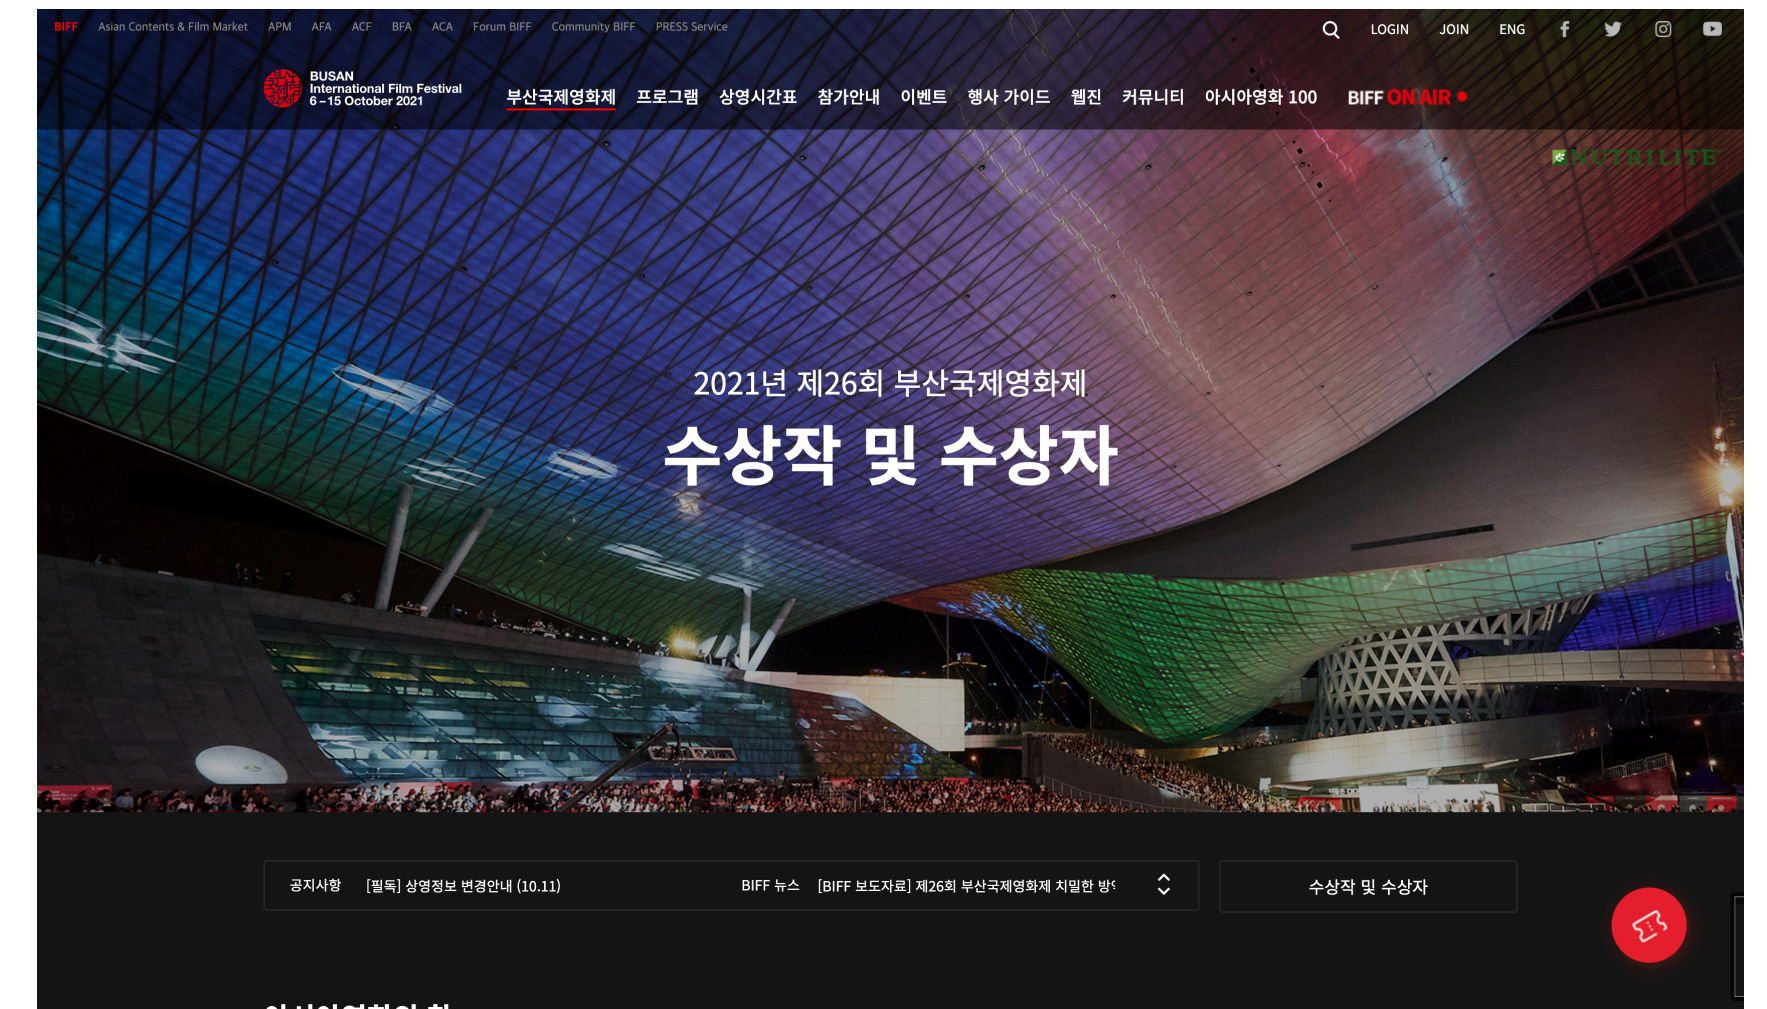 BIFF Asian Contents & Film Market APM AFA ACF BFA ACA Forum BIFF Community BIFF PRESS Service
LOGIN JOIN ENG
BUSAN
International Film Festival
6–15 October 2021
부산국제영화제 프로그램 상영시간표 참가안내 이벤트 행사 가이드 웹진 커뮤니티 아시아영화 100 BIFF ON AIR
NUTRILITE
2021년 제26회 부산국제영화제
수상작 및 수상자
공지사항 [필독] 상영정보 변경안내 (10.11) BIFF 뉴스 [BIFF 보도자료] 제26회 부산국제영화제 치밀한
수상작 및 수상자